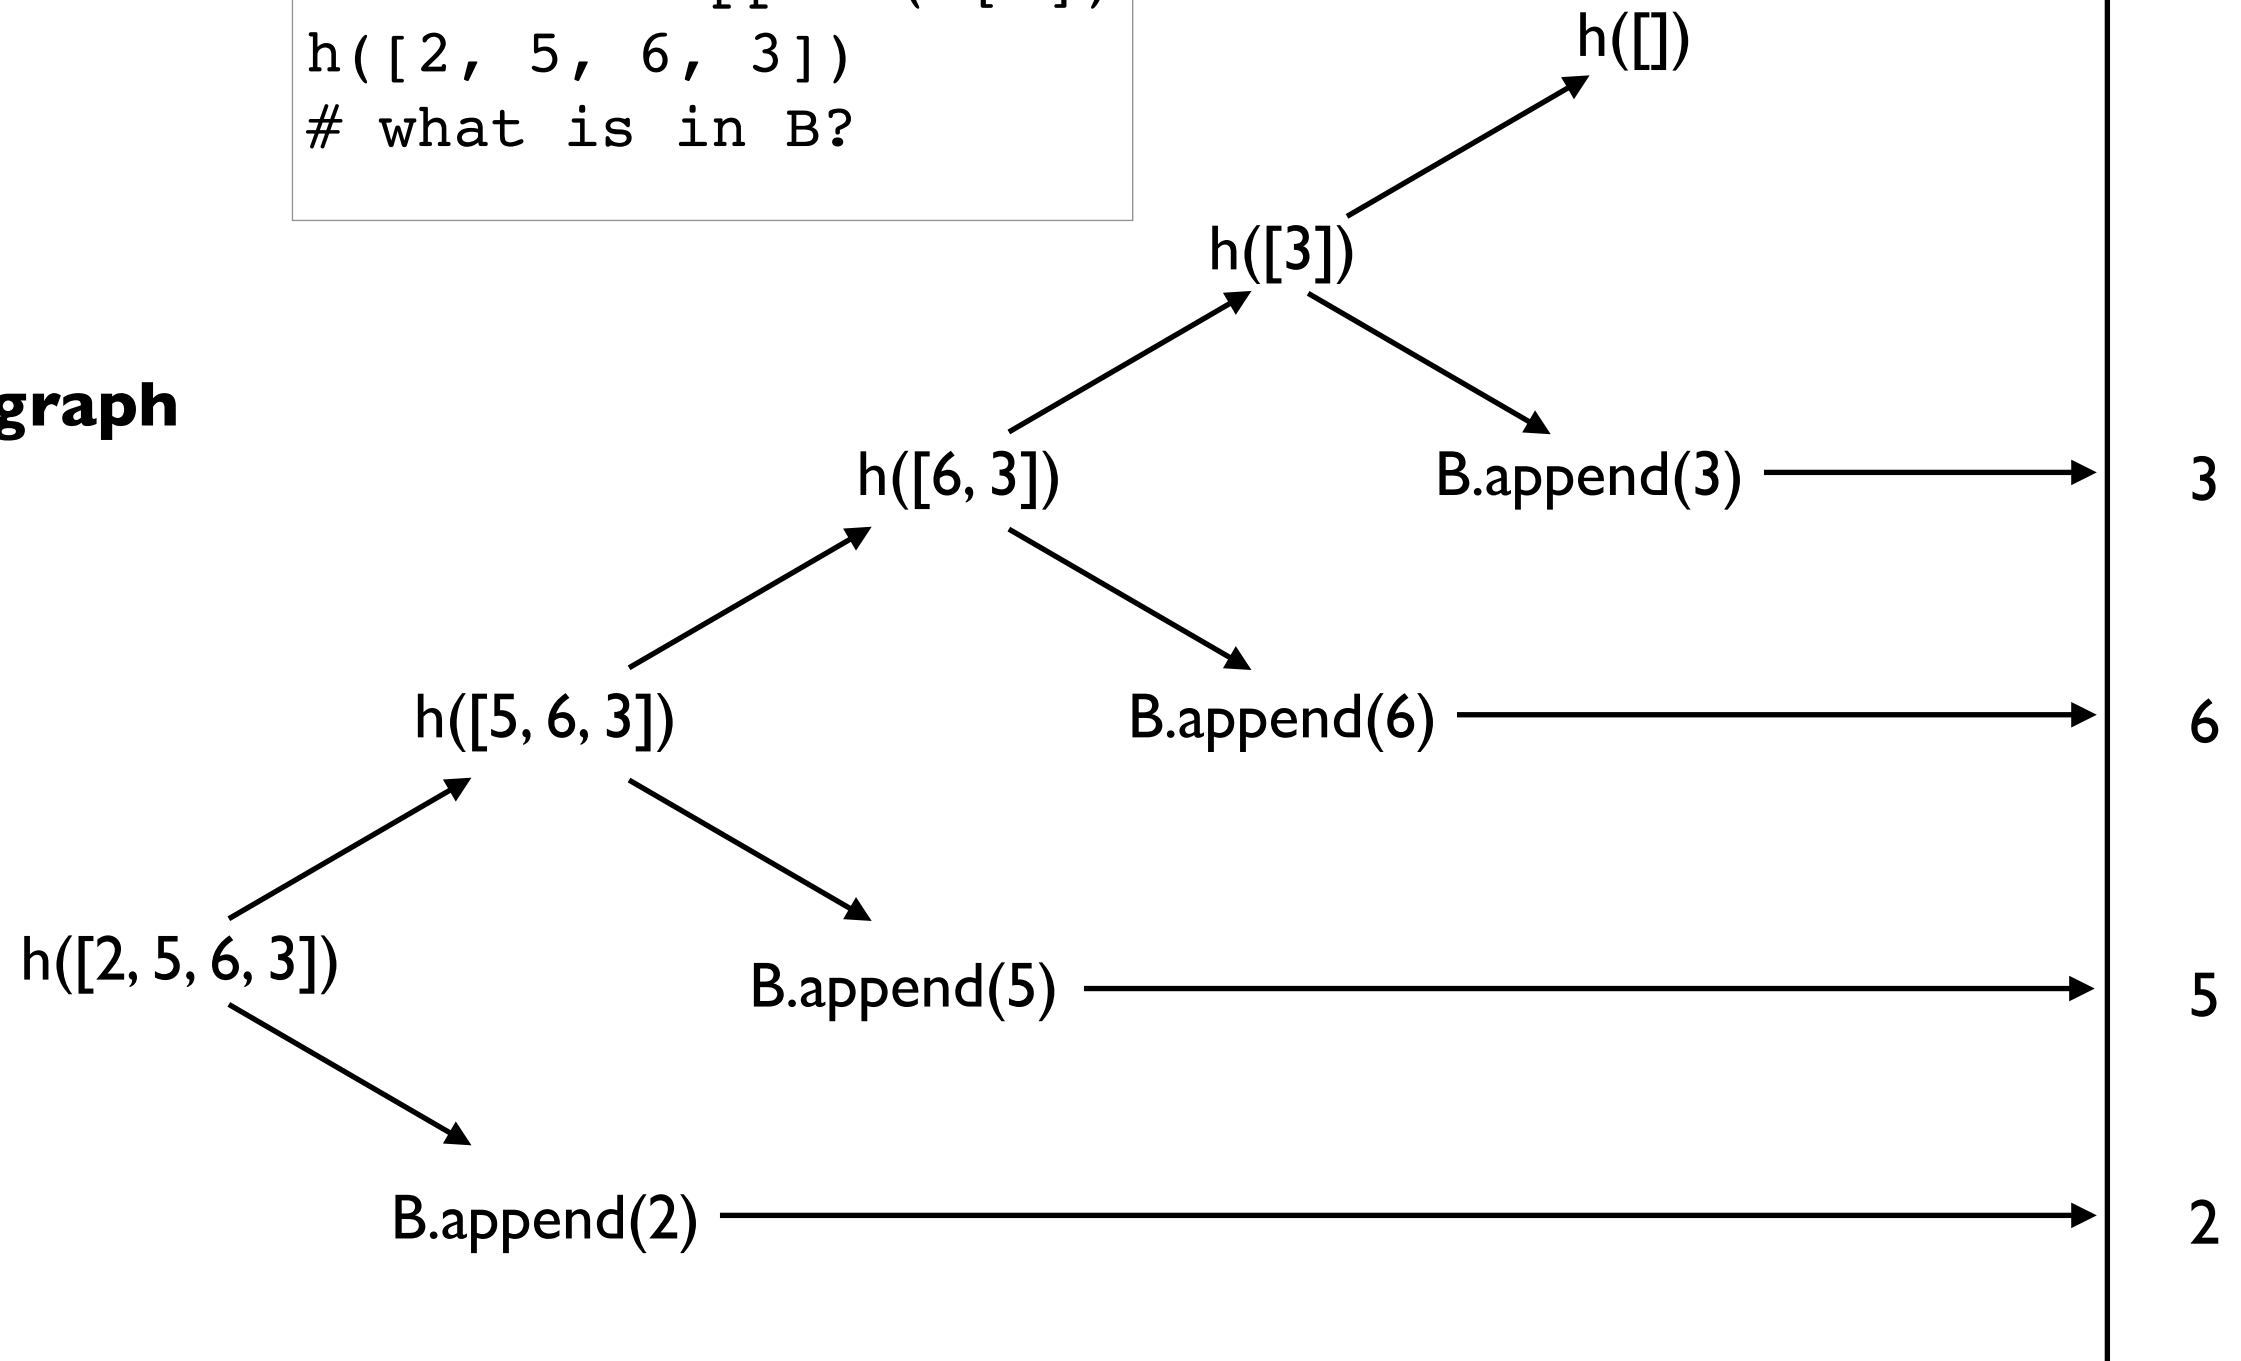 h([2, 5, 6, 3])
# what is in B?
h([])
h([3])
graph
h([6, 3])
B.append(3)
3
h([5, 6, 3])
B.append(6)
6
h([2, 5, 6, 3])
B.append(5)
5
B.append(2)
2